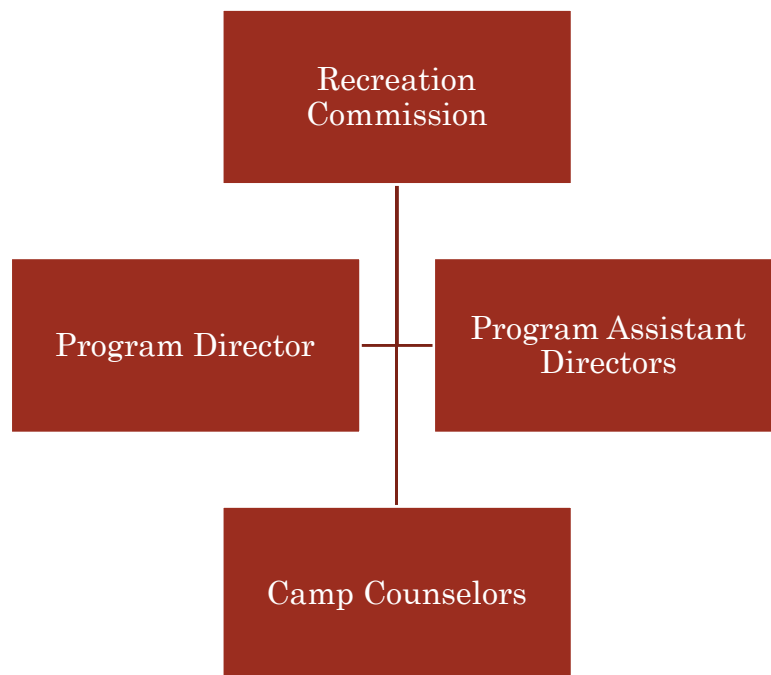 Recreation
Commission
Program Director
Program Assistant
Directors
Camp Counselors